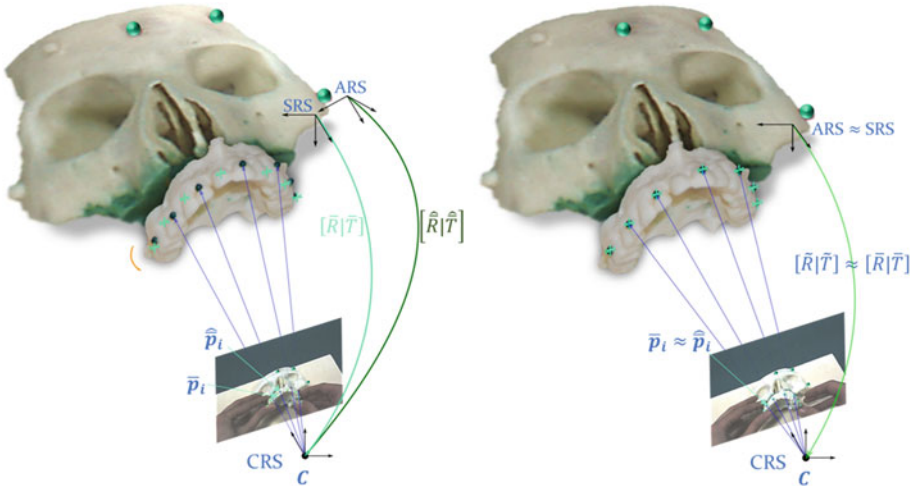 ARS
SRS
[R̄|T̄]
[R̂̄|T̂̄]
p̂̄ᵢ
p̄ᵢ
CRS
C
ARS ≈ SRS
[R̃|T̃] ≈ [R̄|T̄]
p̄ᵢ ≈ p̂̄ᵢ
CRS
C